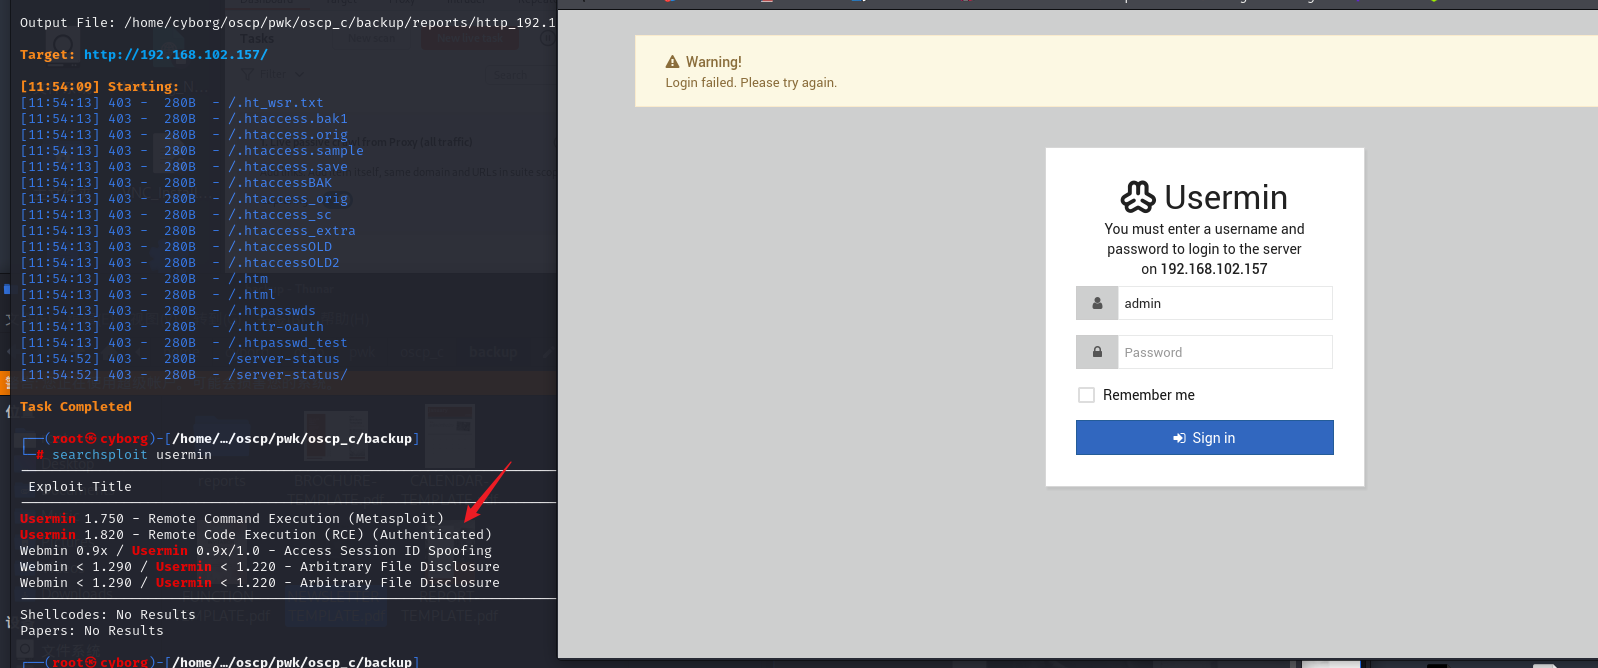 Output File: /home/cyborg/oscp/pwk/oscp_c/backup/reports/http_192.1
Target: http://192.168.102.157/
[11:54:09] Starting:
[11:54:13] 403 -  280B  - /.ht_wsr.txt
[11:54:13] 403 -  280B  - /.htaccess.bak1
[11:54:13] 403 -  280B  - /.htaccess.orig
[11:54:13] 403 -  280B  - /.htaccess.sample
[11:54:13] 403 -  280B  - /.htaccess.save
[11:54:13] 403 -  280B  - /.htaccessBAK
[11:54:13] 403 -  280B  - /.htaccess_orig
[11:54:13] 403 -  280B  - /.htaccess_sc
[11:54:13] 403 -  280B  - /.htaccess_extra
[11:54:13] 403 -  280B  - /.htaccessOLD
[11:54:13] 403 -  280B  - /.htaccessOLD2
[11:54:13] 403 -  280B  - /.htm
[11:54:13] 403 -  280B  - /.html
[11:54:13] 403 -  280B  - /.htpasswds
[11:54:13] 403 -  280B  - /.httr-oauth
[11:54:13] 403 -  280B  - /.htpasswd_test
[11:54:52] 403 -  280B  - /server-status
[11:54:52] 403 -  280B  - /server-status/
Task Completed
(root㉿cyborg)-[/home/…/oscp/pwk/oscp_c/backup]
# searchsploit usermin
Exploit Title
Usermin 1.750 - Remote Command Execution (Metasploit)
Usermin 1.820 - Remote Code Execution (RCE) (Authenticated)
Webmin 0.9x / Usermin 0.9x/1.0 - Access Session ID Spoofing
Webmin < 1.290 / Usermin < 1.220 - Arbitrary File Disclosure
Webmin < 1.290 / Usermin < 1.220 - Arbitrary File Disclosure
Shellcodes: No Results
Papers: No Results
(root㉿cyborg)-[/home/…/oscp/pwk/oscp_c/backup]
Warning!
Login failed. Please try again.
Usermin
You must enter a username and
password to login to the server
on 192.168.102.157
admin
Password
Remember me
Sign in